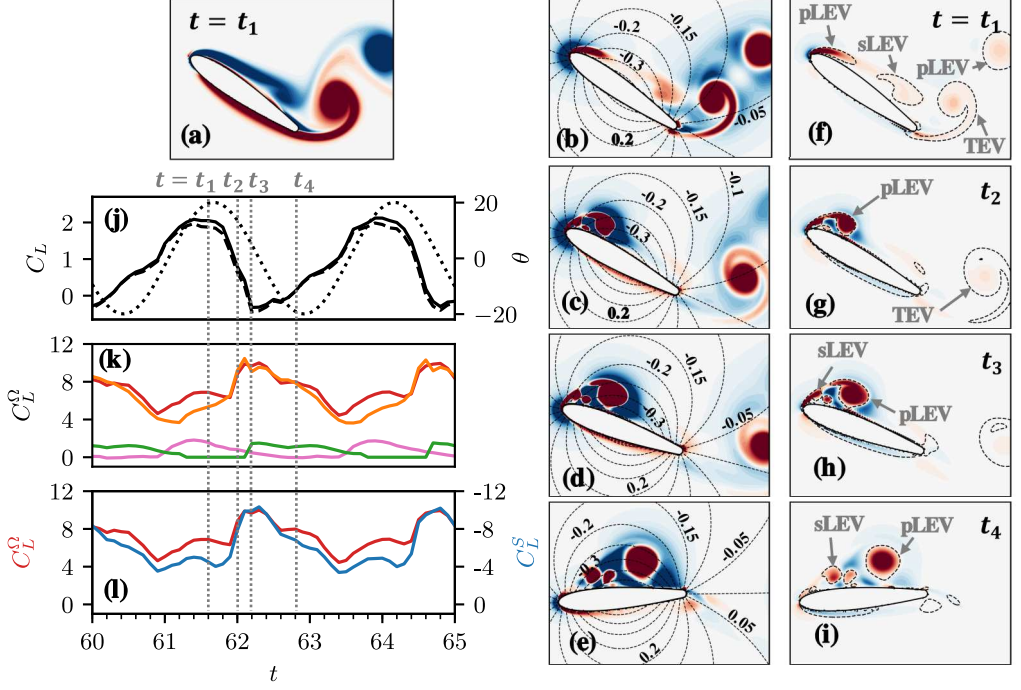 t = t₁
(a)
-0.2
-0.15
-0.3
-0.05
0.2
(b)
pLEV
t = t₁
sLEV
pLEV
TEV
(f)
-0.1
-0.2
-0.15
-0.3
0.2
(c)
t₂
pLEV
TEV
(g)
-0.15
-0.2
-0.05
-0.3
0.2
(d)
sLEV
t₃
pLEV
(h)
-0.2
-0.15
-0.05
-0.3
0.05
0.2
(e)
sLEV
pLEV
t₄
(i)
t = t₁ t₂ t₃ t₄
(j)
C_L
2
1
0
20
0
−20
θ
(k)
C_L^Ω
12
8
4
0
(l)
C_L^Ω
12
8
4
0
-12
-8
-4
0
C_L^S
60 61 62 63 64 65
t